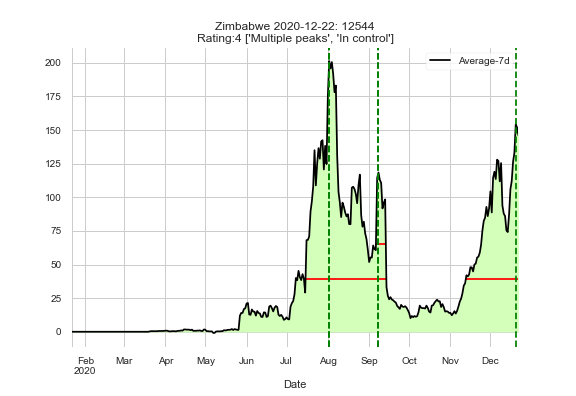 Zimbabwe 2020-12-22: 12544
Rating:4 ['Multiple peaks', 'In control']
Average-7d
200
175
150
125
100
75
50
25
0
Feb Mar Apr May Jun Jul Aug Sep Oct Nov Dec
2020
Date